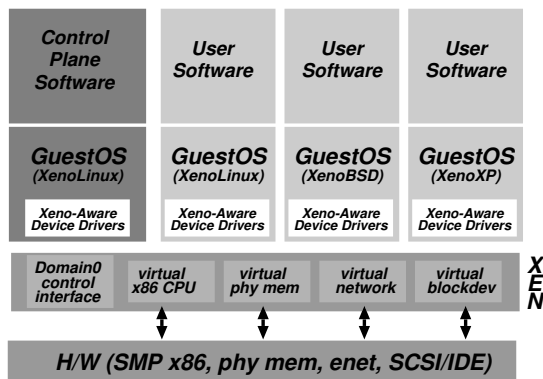 Control
Plane
Software
User
Software
User
Software
User
Software
GuestOS
(XenoLinux)
Xeno-Aware
Device Drivers
GuestOS
(XenoLinux)
Xeno-Aware
Device Drivers
GuestOS
(XenoBSD)
Xeno-Aware
Device Drivers
GuestOS
(XenoXP)
Xeno-Aware
Device Drivers
Domain0
control
interface
virtual
x86 CPU
virtual
phy mem
virtual
network
virtual
blockdev
X
E
N
H/W (SMP x86, phy mem, enet, SCSI/IDE)